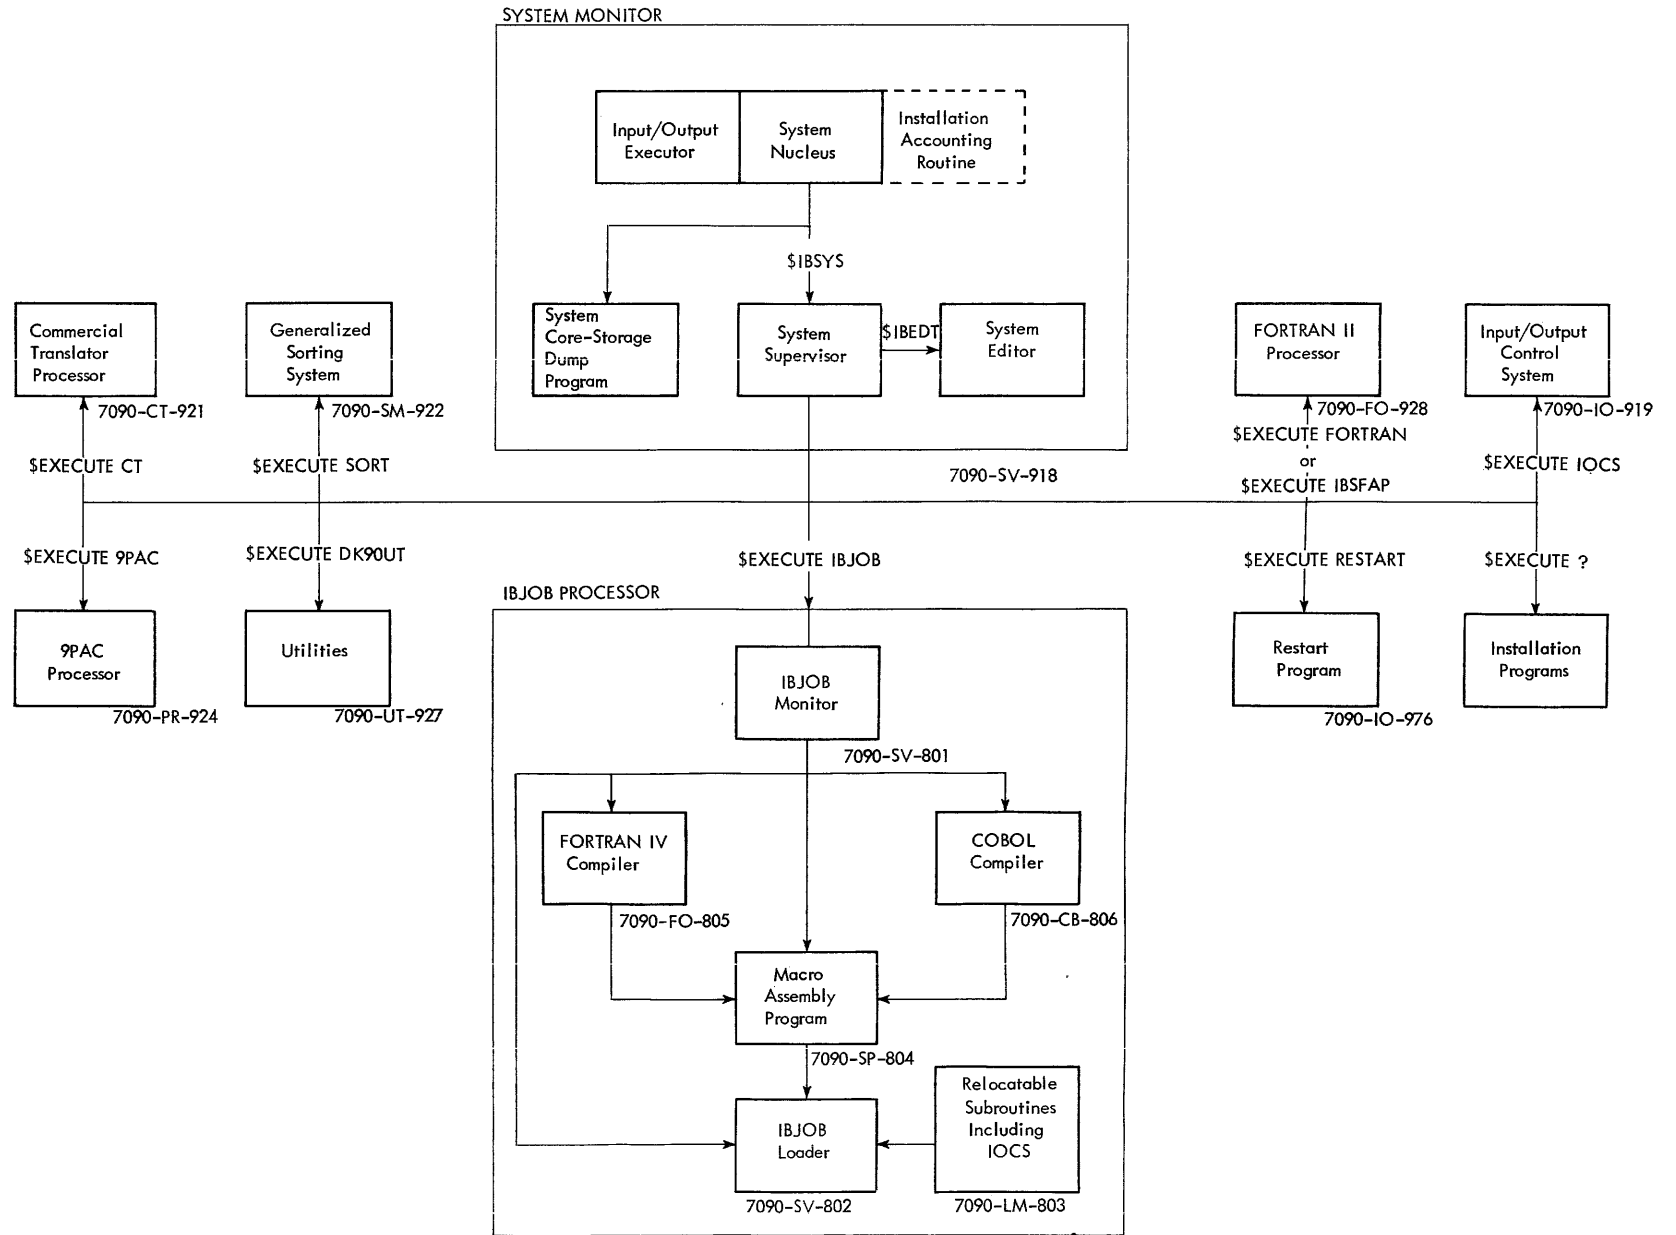 SYSTEM MONITOR
Input/Output
Executor
System
Nucleus
Installation
Accounting
Routine
$IBSYS
System
Core-Storage
Dump
Program
System
Supervisor
$IBEDT
System
Editor
7090-SV-918
Commercial
Translator
Processor
7090-CT-921
$EXECUTE CT
Generalized
Sorting
System
7090-SM-922
$EXECUTE SORT
FORTRAN II
Processor
7090-FO-928
$EXECUTE FORTRAN
or
$EXECUTE IBSFAP
Input/Output
Control
System
7090-IO-919
$EXECUTE IOCS
$EXECUTE 9PAC
9PAC
Processor
7090-PR-924
$EXECUTE DK90UT
Utilities
7090-UT-927
$EXECUTE IBJOB
$EXECUTE RESTART
Restart
Program
7090-IO-976
$EXECUTE ?
Installation
Programs
IBJOB PROCESSOR
IBJOB
Monitor
7090-SV-801
FORTRAN IV
Compiler
7090-FO-805
COBOL
Compiler
7090-CB-806
Macro
Assembly
Program
7090-SP-804
IBJOB
Loader
7090-SV-802
Relocatable
Subroutines
Including
IOCS
7090-LM-803